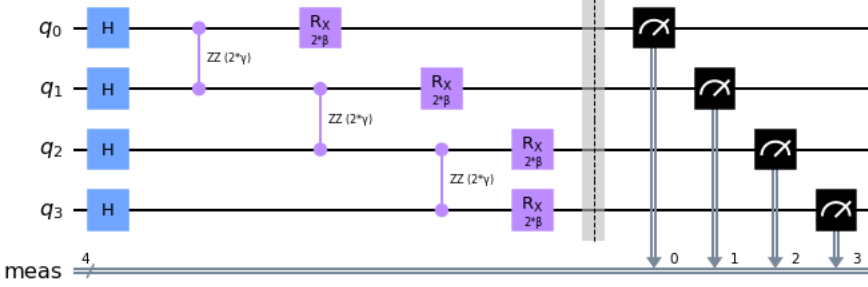 q0 H RX 2*β
ZZ (2*γ)
q1 H RX 2*β
ZZ (2*γ)
q2 H RX 2*β
ZZ (2*γ)
q3 H RX 2*β
meas 4 0 1 2 3